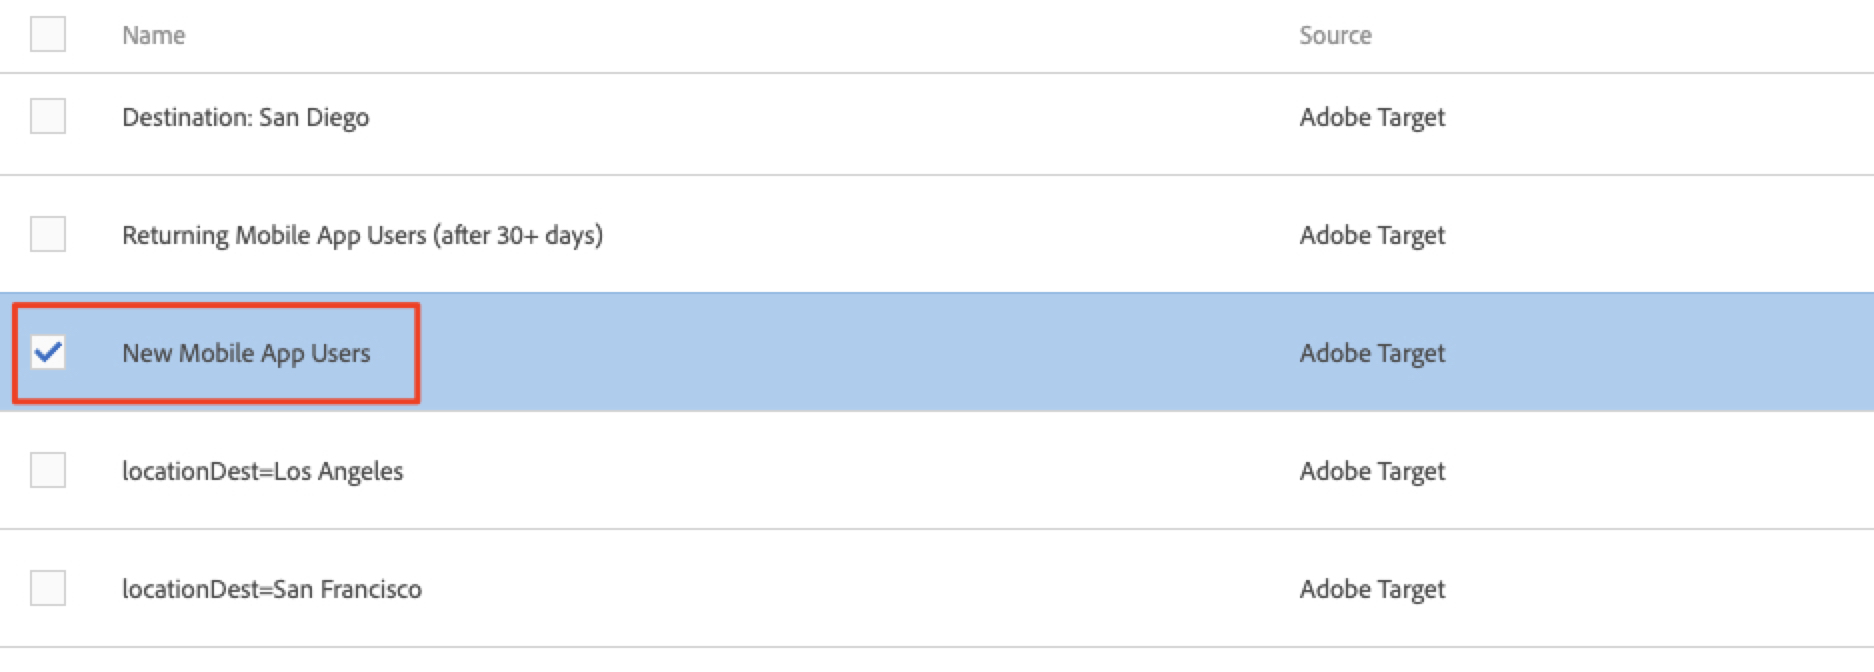 Name Source
Destination: San Diego Adobe Target
Returning Mobile App Users (after 30+ days) Adobe Target
New Mobile App Users Adobe Target
locationDest=Los Angeles Adobe Target
locationDest=San Francisco Adobe Target